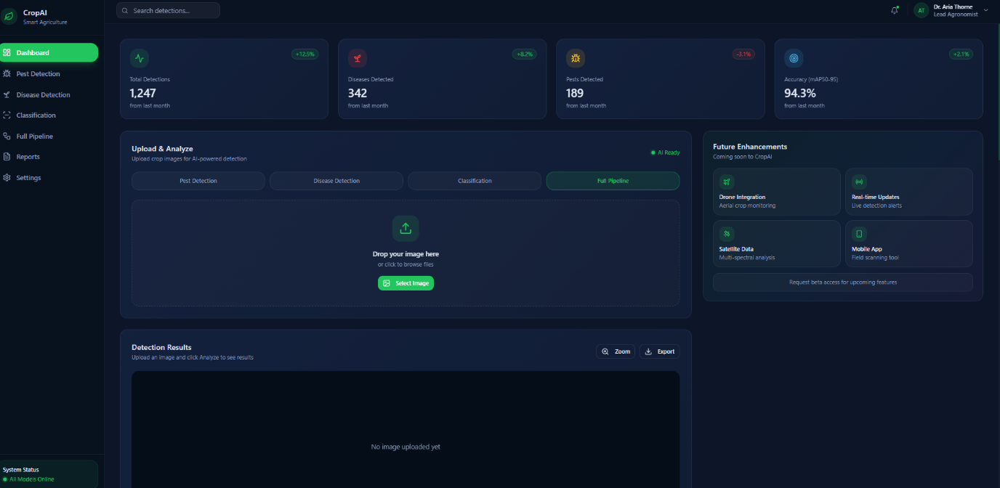 CropAI
Smart Agriculture
Search detections...
AT
Dr. Aria Thorne
Lead Agronomist
Dashboard
Pest Detection
Disease Detection
Classification
Full Pipeline
Reports
Settings
+12.5%
Total Detections
1,247
from last month
+8.2%
Diseases Detected
342
from last month
-3.1%
Pests Detected
189
from last month
+2.1%
Accuracy (mAP50-95)
94.3%
from last month
Upload & Analyze
Upload crop images for AI-powered detection
AI Ready
Pest Detection
Disease Detection
Classification
Full Pipeline
Drop your image here
or click to browse files
Select Image
Future Enhancements
Coming soon to CropAI
Drone Integration
Aerial crop monitoring
Real-time Updates
Live detection alerts
Satellite Data
Multi-spectral analysis
Mobile App
Field scanning tool
Request beta access for upcoming features
Detection Results
Upload an image and click Analyze to see results
Zoom
Export
No image uploaded yet
System Status
All Models Online